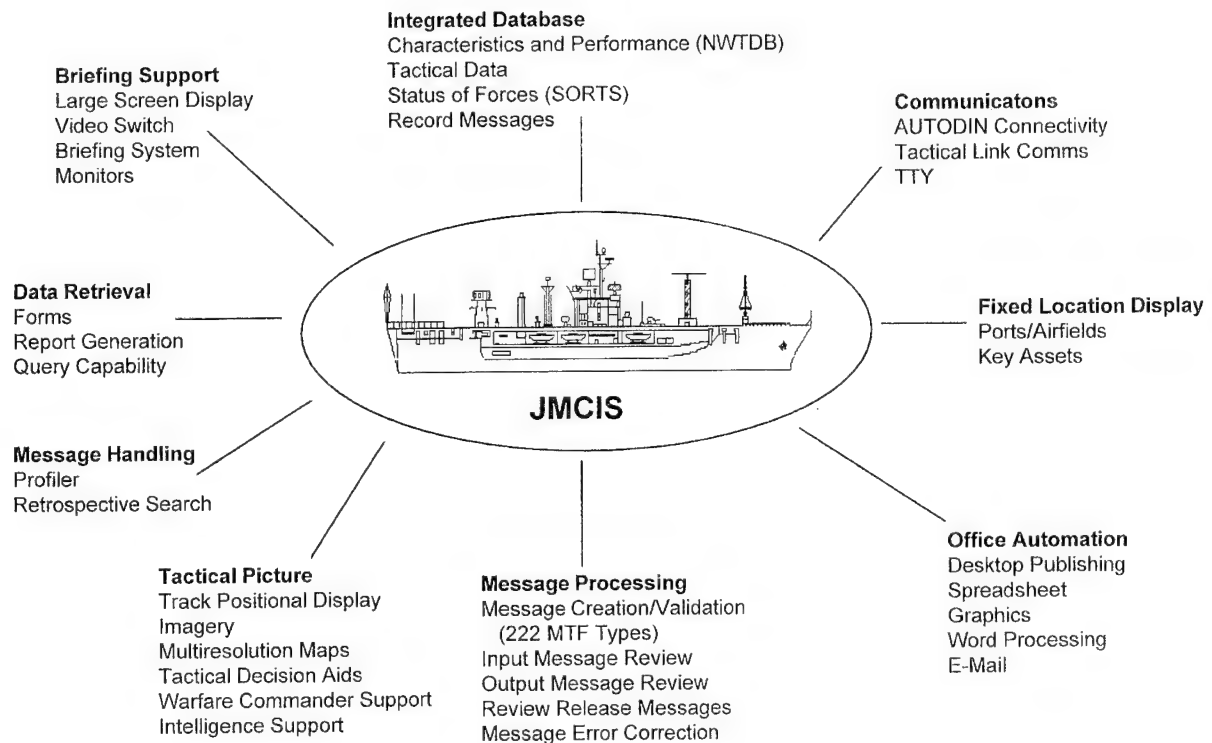 Integrated Database
Characteristics and Performance (NWTDB)
Tactical Data
Status of Forces (SORTS)
Record Messages
Briefing Support
Large Screen Display
Video Switch
Briefing System
Monitors
Communicatons
AUTODIN Connectivity
Tactical Link Comms
TTY
Data Retrieval
Forms
Report Generation
Query Capability
JMCIS
Fixed Location Display
Ports/Airfields
Key Assets
Message Handling
Profiler
Retrospective Search
Tactical Picture
Track Positional Display
Imagery
Multiresolution Maps
Tactical Decision Aids
Warfare Commander Support
Intelligence Support
Message Processing
Message Creation/Validation
(222 MTF Types)
Input Message Review
Output Message Review
Review Release Messages
Message Error Correction
Office Automation
Desktop Publishing
Spreadsheet
Graphics
Word Processing
E-Mail